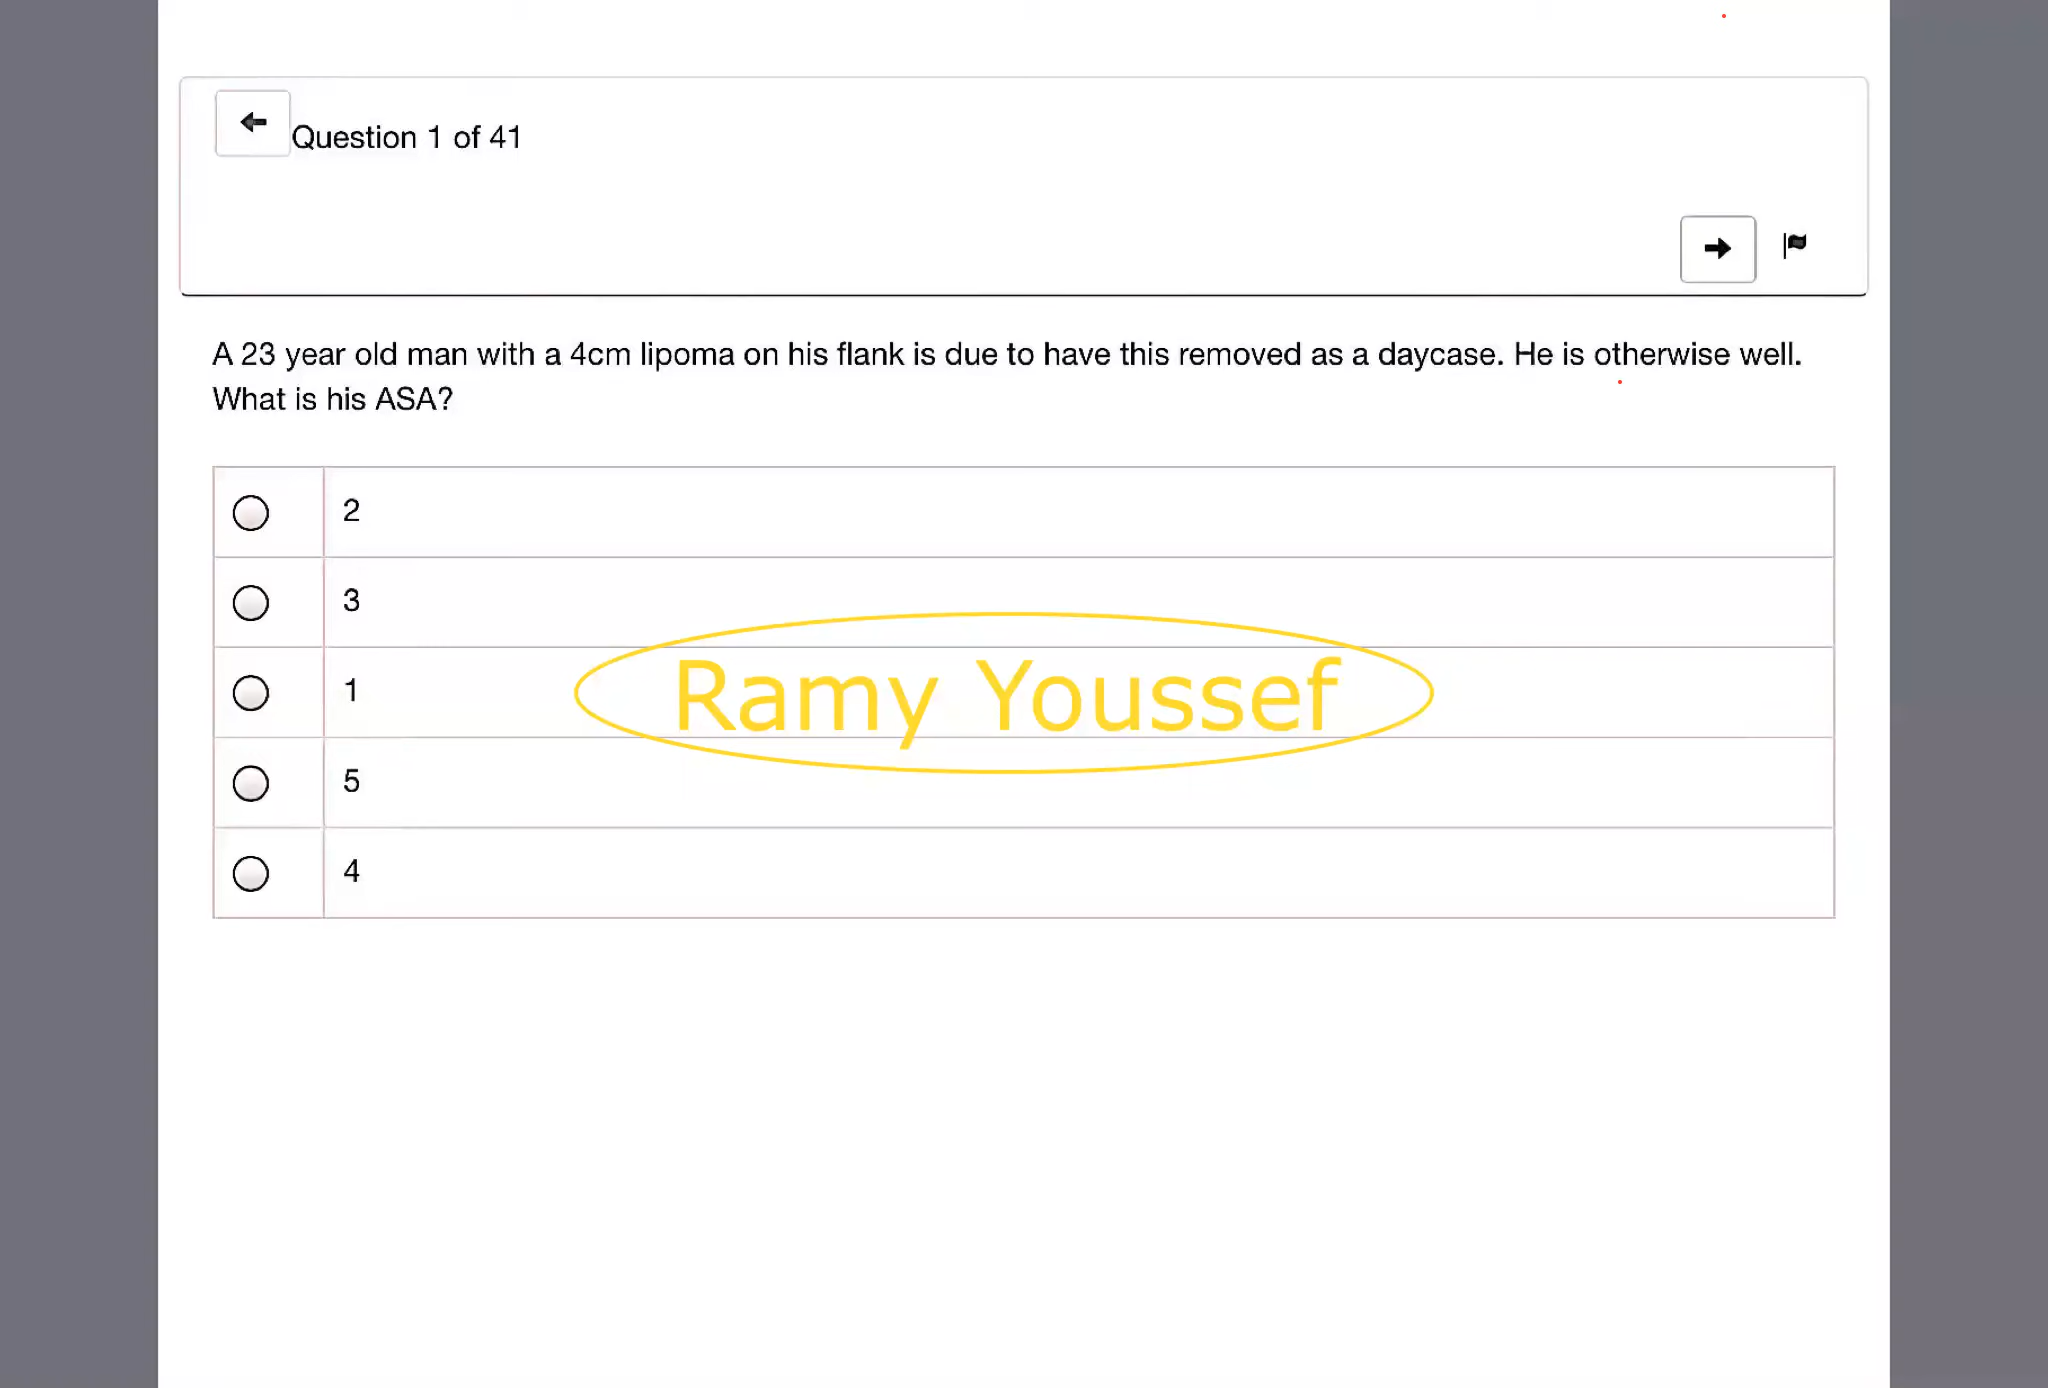 Question 1 of 41
A 23 year old man with a 4cm lipoma on his flank is due to have this removed as a daycase. He is otherwise well.
What is his ASA?
2
3
1
Ramy Youssef
5
4